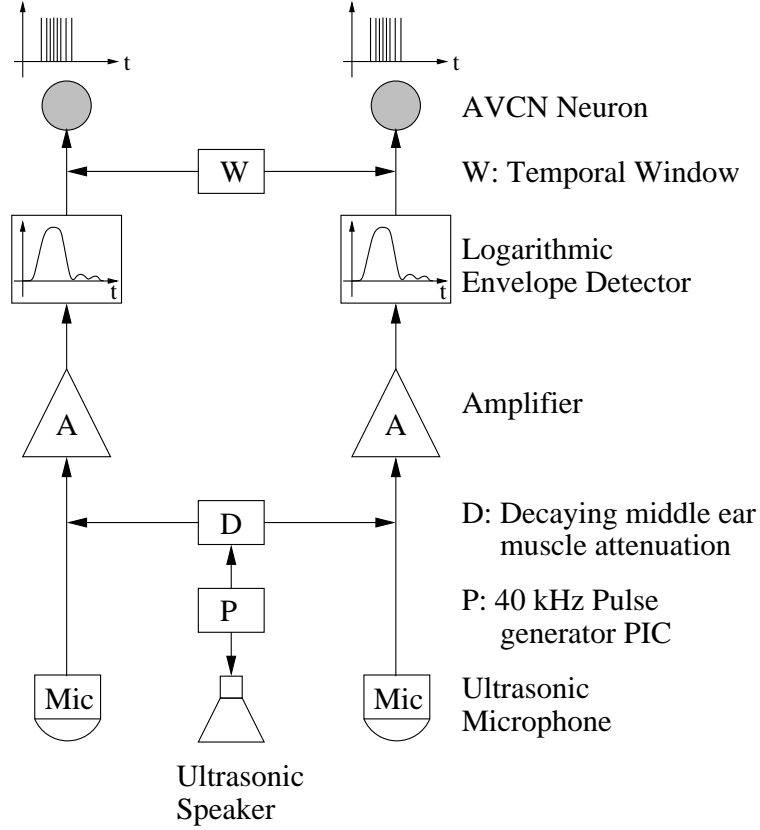 t
t
AVCN Neuron
W
W: Temporal Window
Logarithmic
Envelope Detector
t
t
A
A
Amplifier
D
D: Decaying middle ear
muscle attenuation
P
P: 40 kHz Pulse
generator PIC
Mic
Mic
Ultrasonic
Microphone
Ultrasonic
Speaker